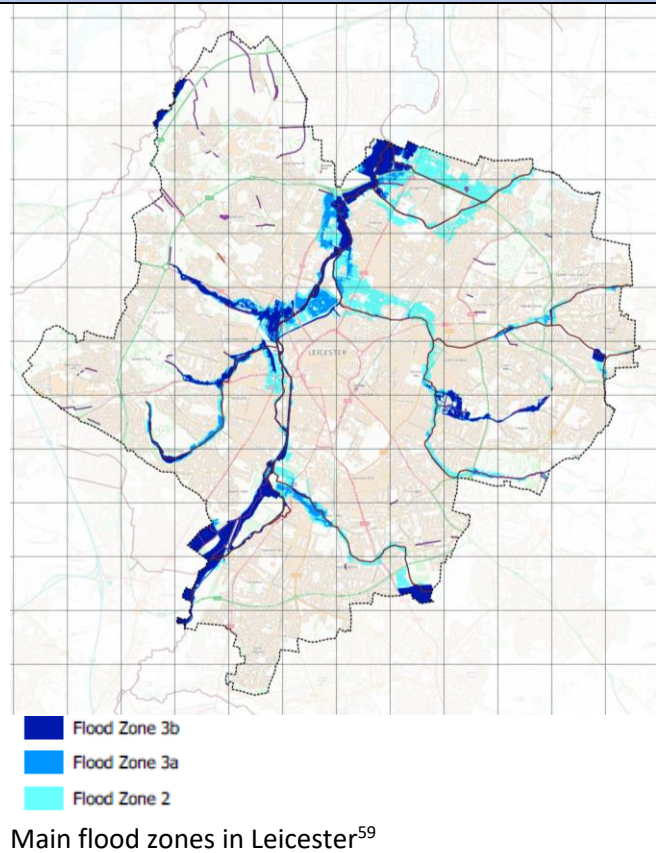 LEICESTER
Flood Zone 3b
Flood Zone 3a
Flood Zone 2
Main flood zones in Leicester⁵⁹